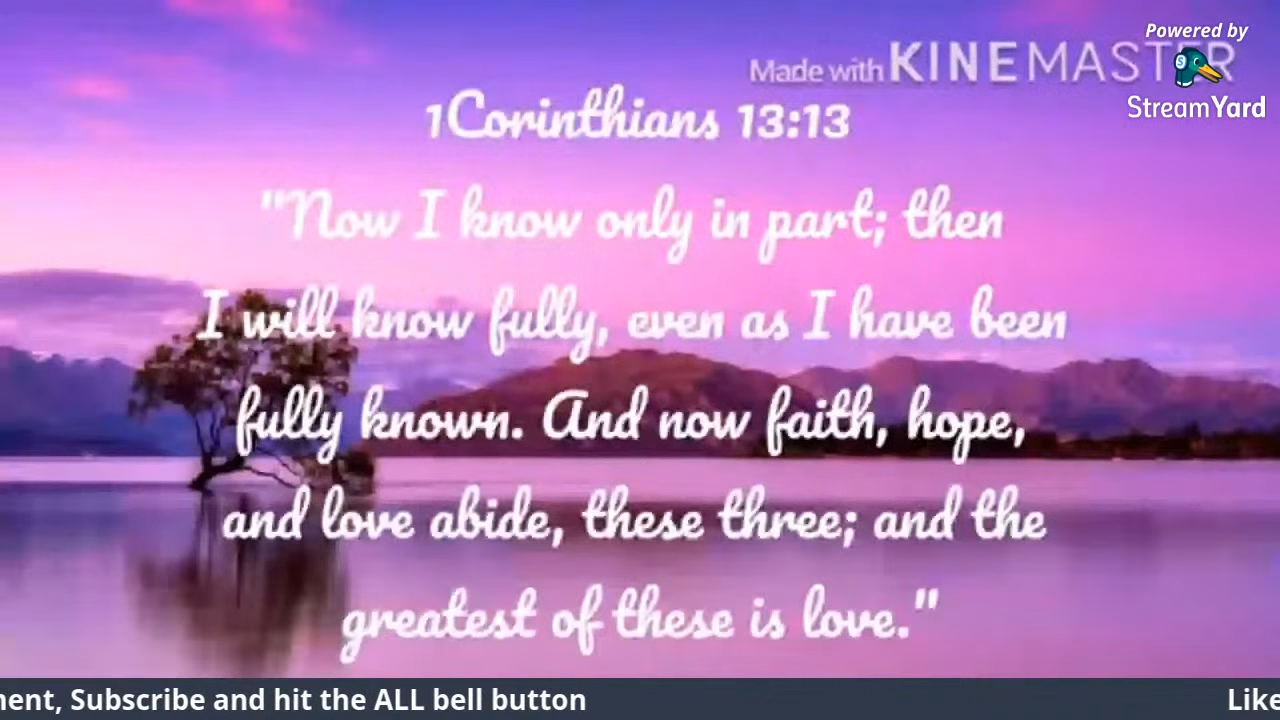 Powered by
Made with KINEMASTER
StreamYard
1Corinthians 13:13
"Now I know only in part; then
I will know fully, even as I have been
fully known. And now faith, hope,
and love abide, these three; and the
greatest of these is love."
, Subscribe and hit the ALL bell button
Like